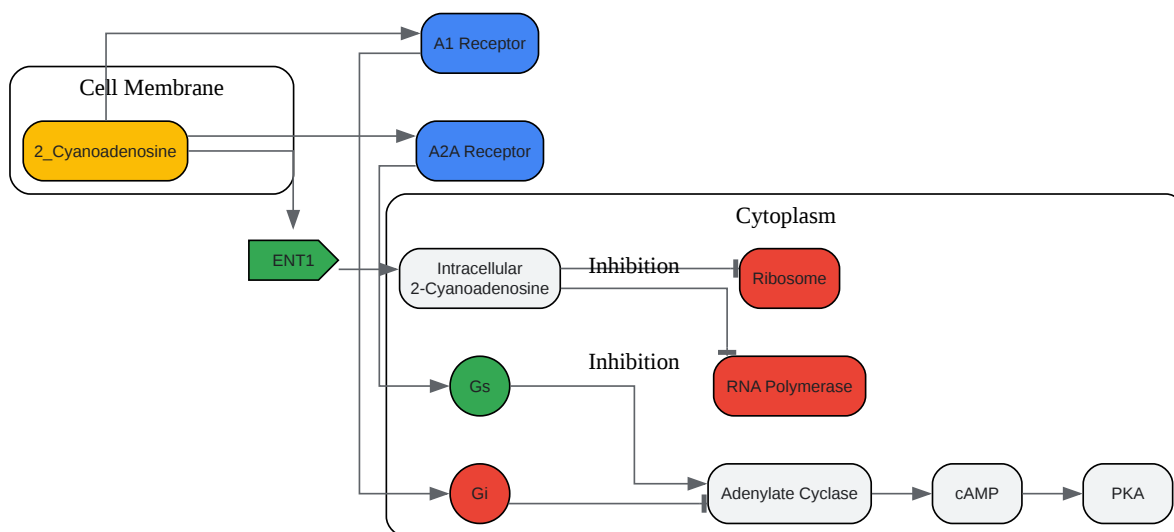 A1 Receptor
Cell Membrane
2_Cyanoadenosine
A2A Receptor
Cytoplasm
ENT1
Intracellular
2-Cyanoadenosine
Inhibition
Ribosome
Inhibition
Gs
RNA Polymerase
Gi
Adenylate Cyclase
cAMP
PKA